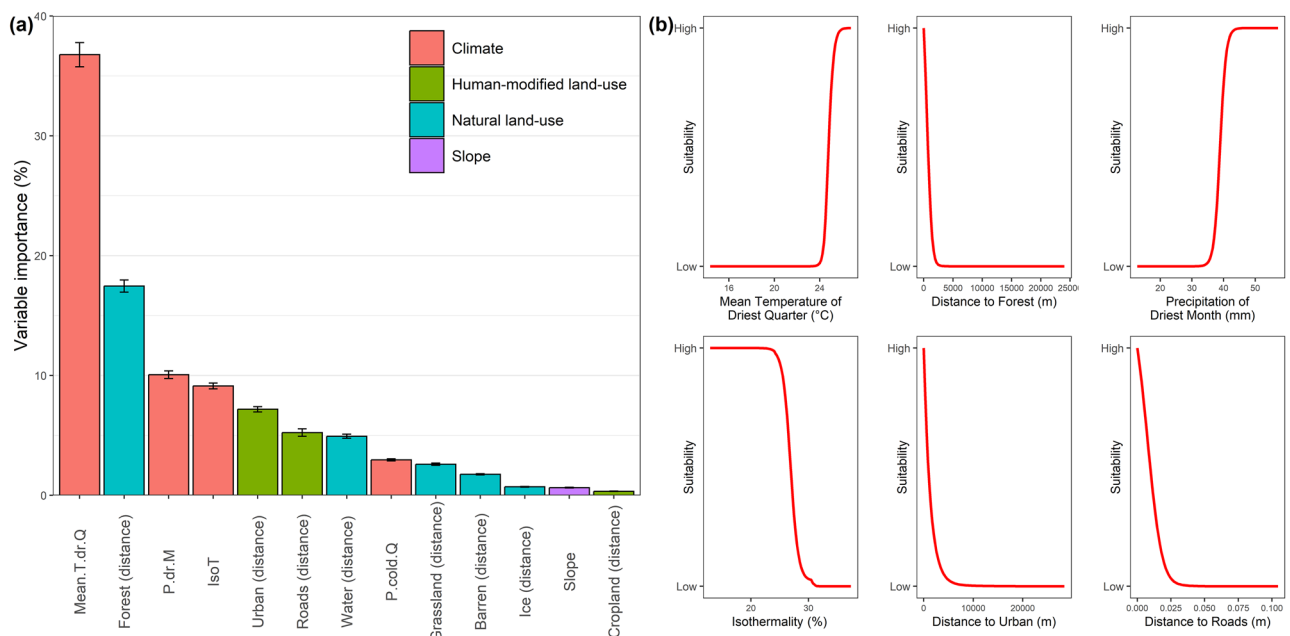 (a)
40
30
20
10
0
Variable importance (%)
Climate
Human-modified land-use
Natural land-use
Slope
Mean.T.dr.Q
Forest (distance)
P.dr.M
IsoT
Urban (distance)
Roads (distance)
Water (distance)
P.cold.Q
Grassland (distance)
Barren (distance)
Ice (distance)
Slope
Cropland (distance)
(b)
High
Low
Suitability
16 20 24
Mean Temperature of
Driest Quarter (°C)
High
Low
Suitability
0 5000 10000 15000 20000 25000
Distance to Forest (m)
High
Low
Suitability
20 30 40 50
Precipitation of
Driest Month (mm)
High
Low
Suitability
20 30
Isothermality (%)
High
Low
Suitability
0 10000 20000
Distance to Urban (m)
High
Low
Suitability
0.000 0.025 0.050 0.075 0.100
Distance to Roads (m)